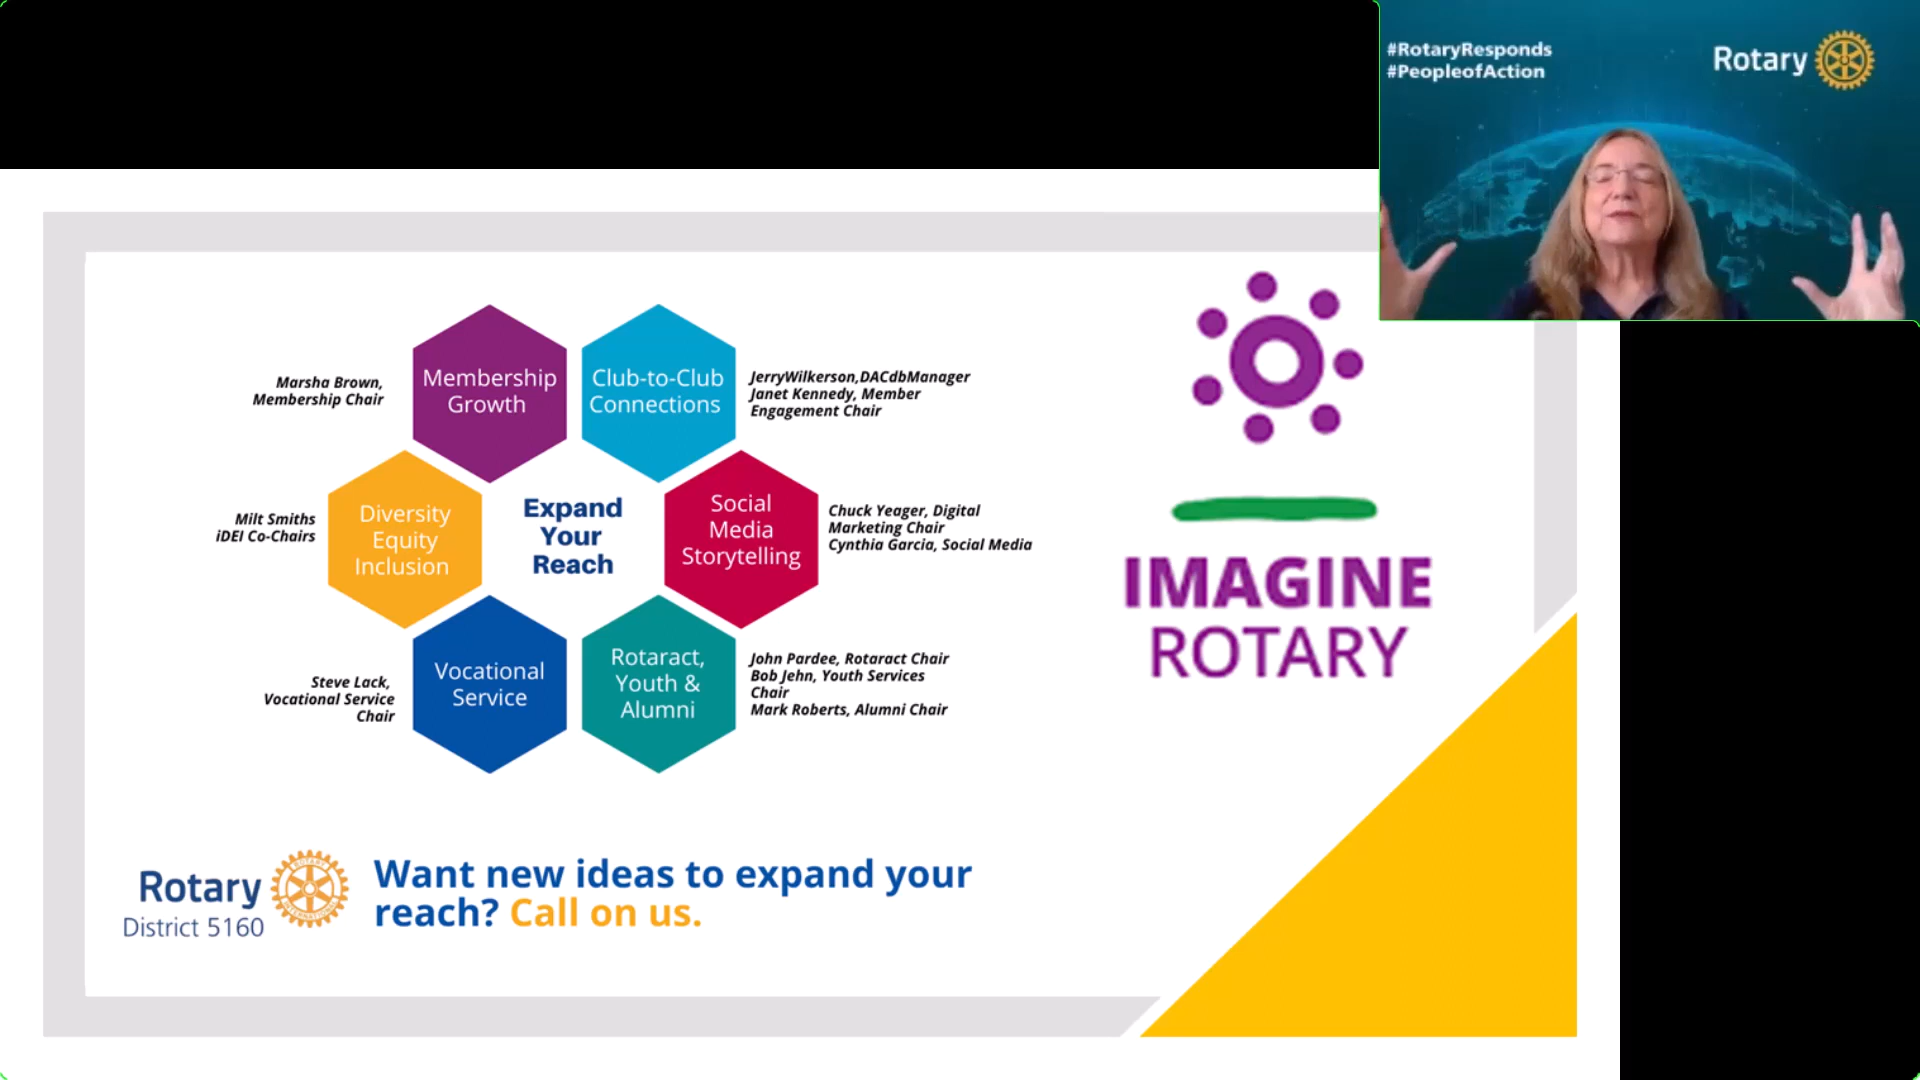 #RotaryResponds
#PeopleofAction
Rotary
Marsha Brown,
Membership Chair
Membership
Growth
Club-to-Club
Connections
JerryWilkerson,DACdbManager
Janet Kennedy, Member
Engagement Chair
Milt Smiths
iDEI Co-Chairs
Diversity
Equity
Inclusion
Expand
Your
Reach
Social
Media
Storytelling
Chuck Yeager, Digital
Marketing Chair
Cynthia Garcia, Social Media
Steve Lack,
Vocational Service
Chair
Vocational
Service
Rotaract,
Youth &
Alumni
John Pardee, Rotaract Chair
Bob Jehn, Youth Services
Chair
Mark Roberts, Alumni Chair
IMAGINE
ROTARY
Rotary
District 5160
ROTARY
INTERNATIONAL
Want new ideas to expand your
reach? Call on us.